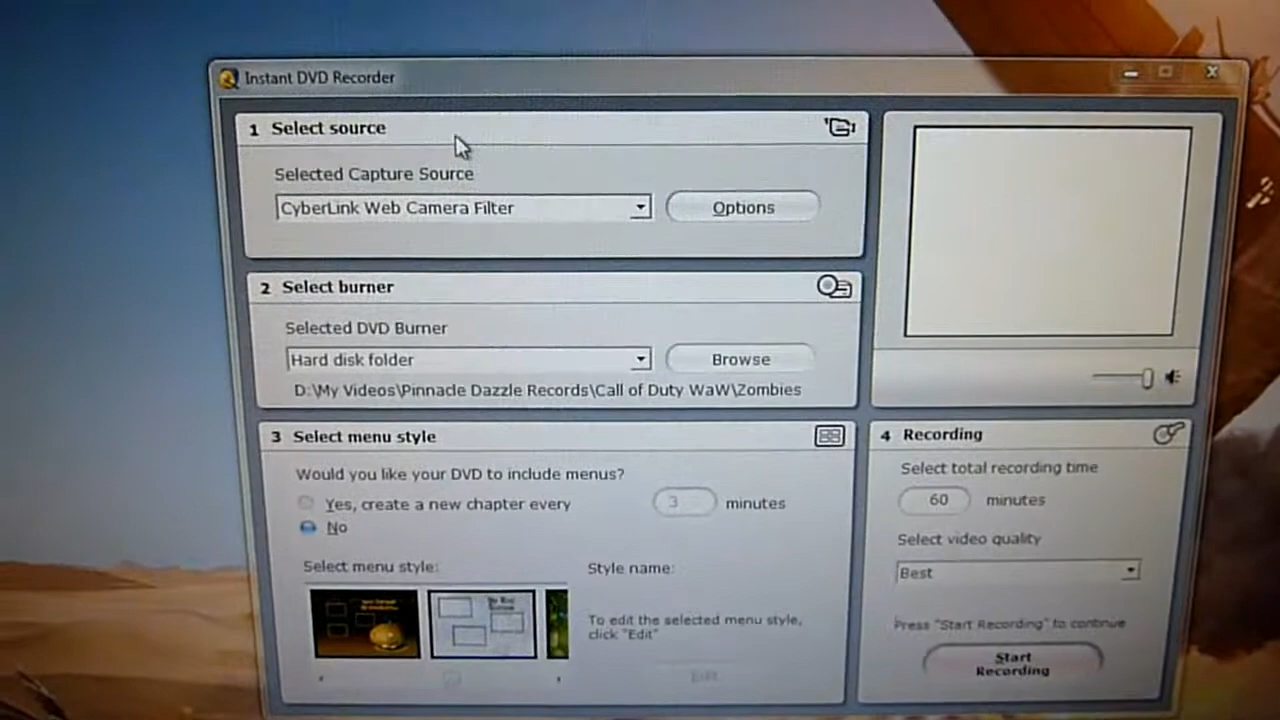 Instant DVD Recorder
1 Select source
Selected Capture Source
CyberLink Web Camera Filter
Options
2 Select burner
Selected DVD Burner
Hard disk folder
Browse
D:\My Videos\Pinnacle Dazzle Records\Call of Duty WaW\Zombies
3 Select menu style
Would you like your DVD to include menus?
Yes, create a new chapter every 3 minutes
No
Select menu style:
Style name:
To edit the selected menu style,
click "Edit"
Edit
4 Recording
Select total recording time
60 minutes
Select video quality
Best
Press "Start Recording" to continue
Start
Recording